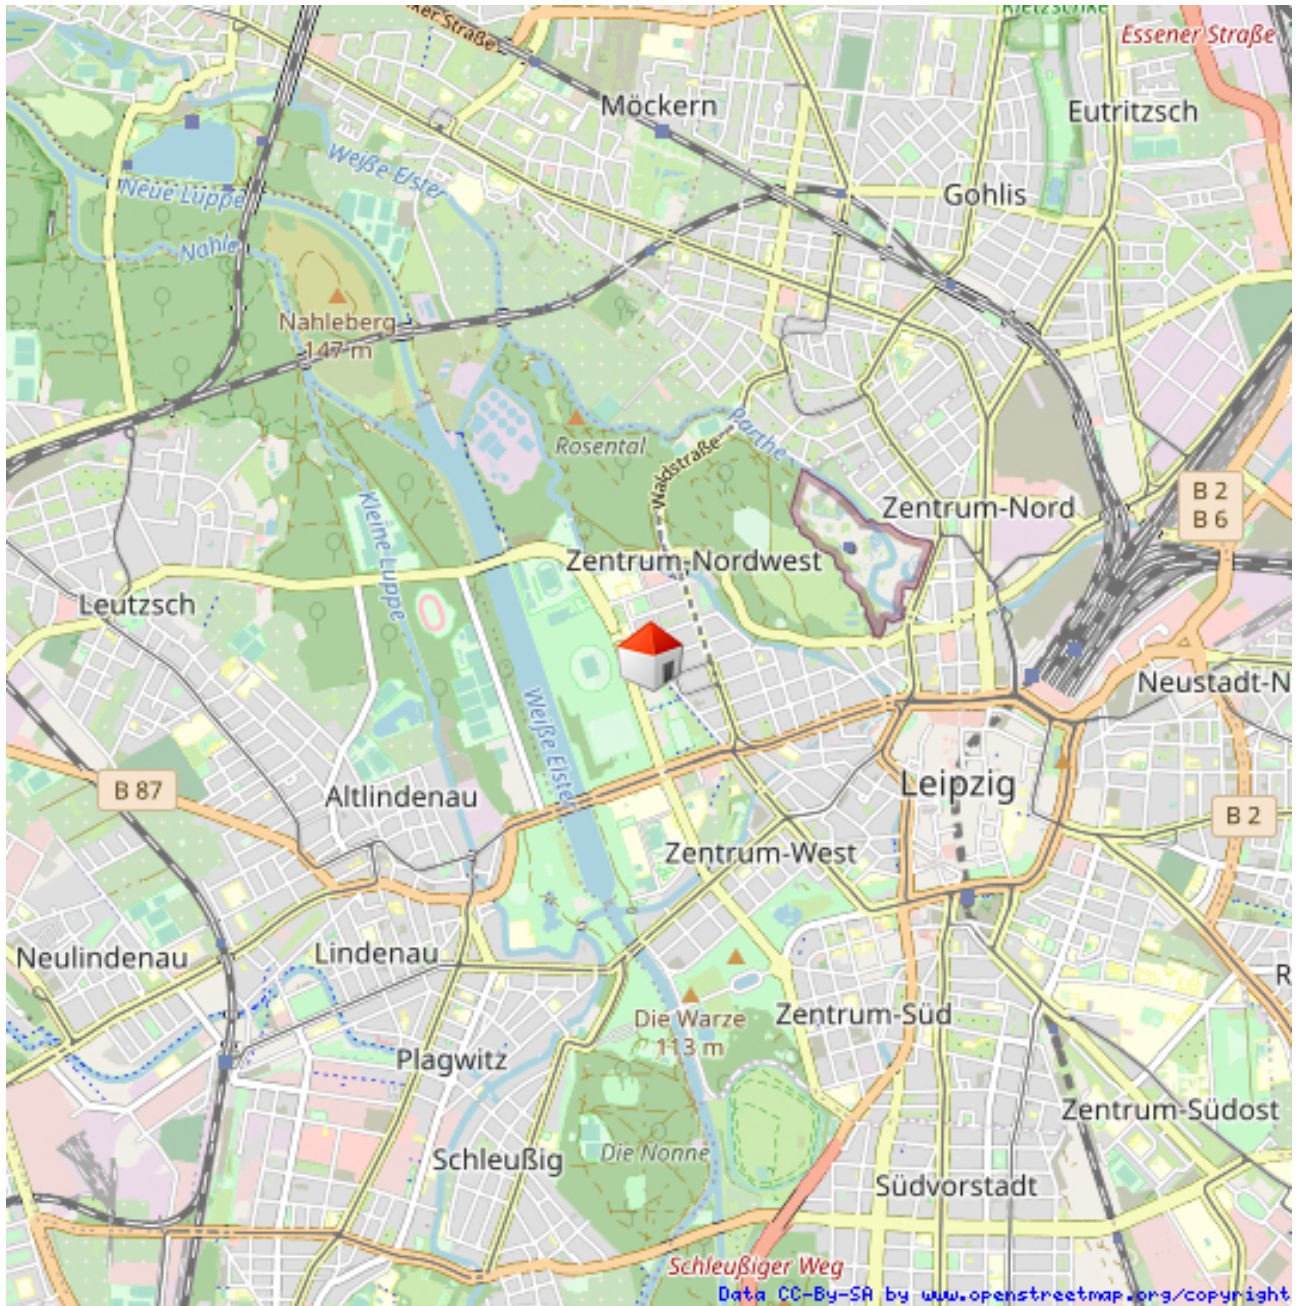 Kletzschke
ker Straße
Essener Straße
Möckern
Eutritzsch
Weiße Elster
Neue Luppe
Gohlis
Nahle
Nahleberg
147 m
Parthe
Rosental
Waldstraße
B 2
B 6
Zentrum-Nord
Kleine Luppe
Zentrum-Nordwest
Leutzsch
Neustadt-N
Weiße Elster
B 87
Leipzig
Altlindenau
B 2
Zentrum-West
Neulindenau
Lindenau
R
Die Warze
113 m
Zentrum-Süd
Plagwitz
Zentrum-Südost
Schleußig
Die Nonne
Südvorstadt
Schleußiger Weg
Data CC-By-SA by www.openstreetmap.org/copyright